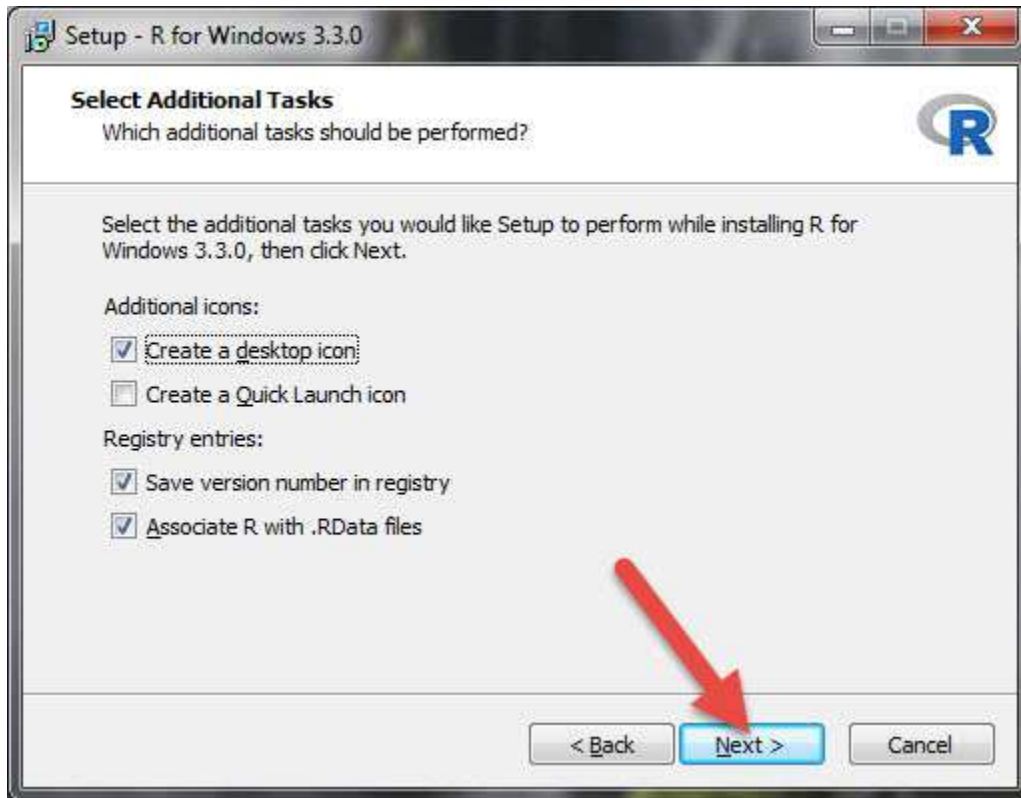 Setup - R for Windows 3.3.0
Select Additional Tasks
Which additional tasks should be performed?
R
Select the additional tasks you would like Setup to perform while installing R for
Windows 3.3.0, then click Next.
Additional icons:
Create a desktop icon
Create a Quick Launch icon
Registry entries:
Save version number in registry
Associate R with .RData files
< Back
Next >
Cancel